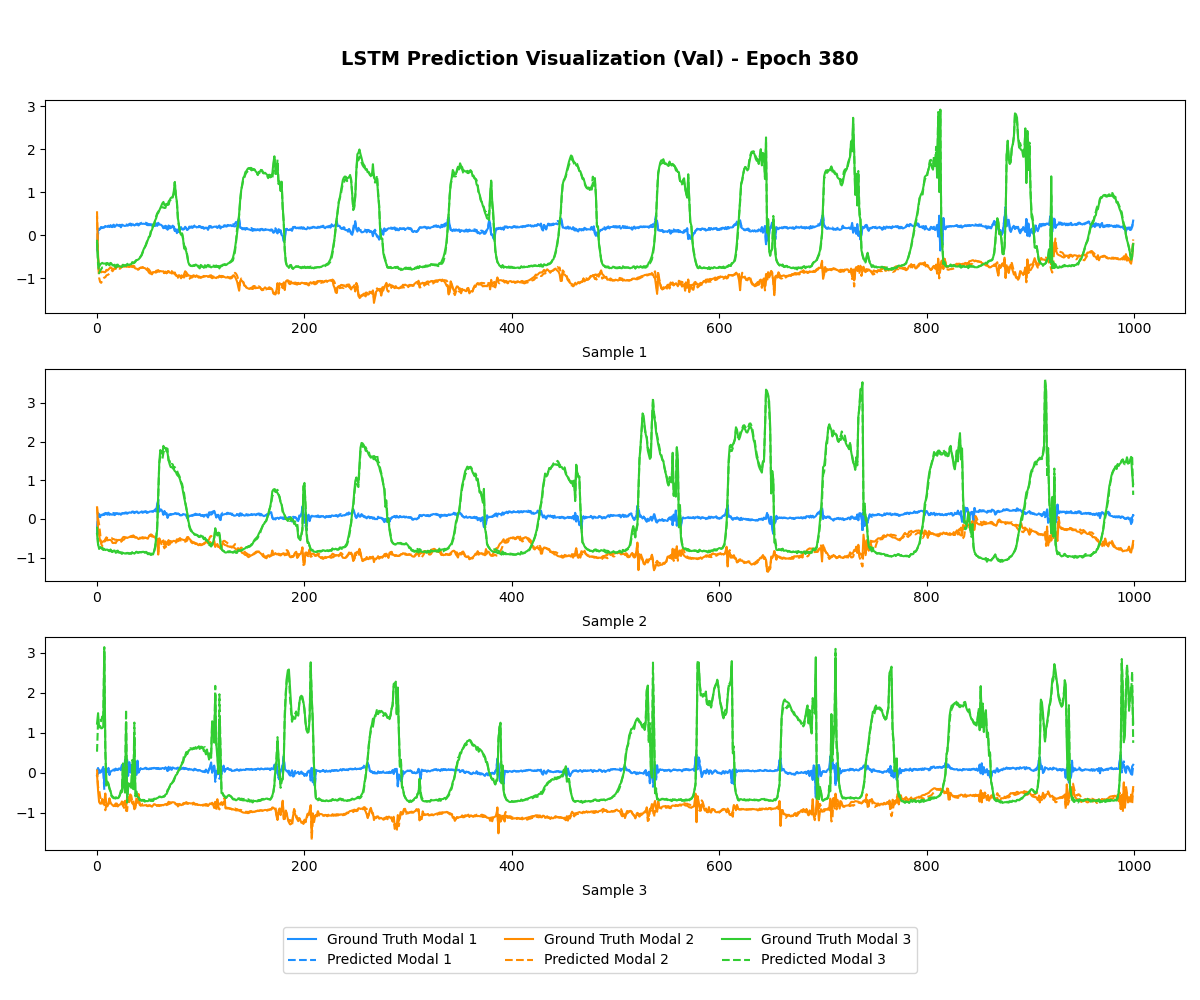 LSTM Prediction Visualization (Val) - Epoch 380
3
2
1
0
−1
0 200 400 600 800 1000
Sample 1
3
2
1
0
−1
0 200 400 600 800 1000
Sample 2
3
2
1
0
−1
0 200 400 600 800 1000
Sample 3
Ground Truth Modal 1 Ground Truth Modal 2 Ground Truth Modal 3
Predicted Modal 1 Predicted Modal 2 Predicted Modal 3